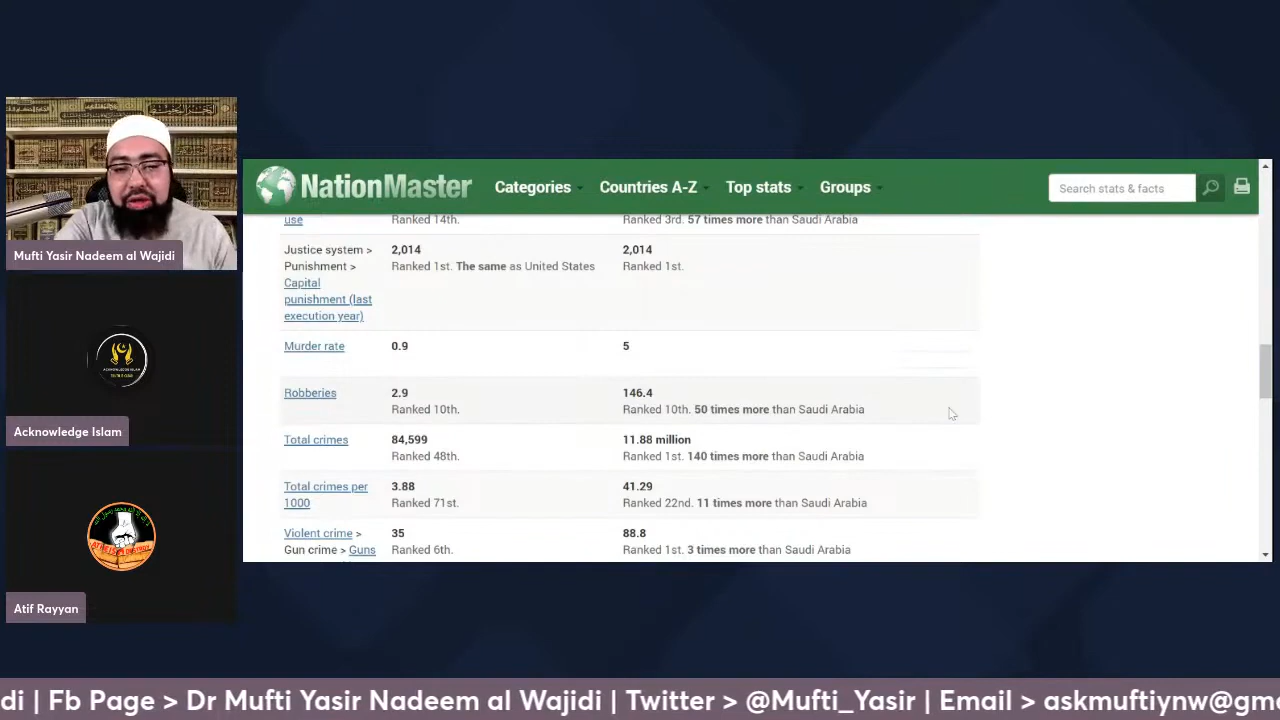 Mufti Yasir Nadeem al Wajidi
ACKNOWLEDGE ISLAM
Acknowledge Islam
Atif Rayyan
NationMaster Categories Countries A-Z Top stats Groups Search stats & facts
use Ranked 14th. Ranked 3rd. 57 times more than Saudi Arabia
Justice system > 2,014 2,014
Punishment > Ranked 1st. The same as United States Ranked 1st.
Capital
punishment (last
execution year)
Murder rate 0.9 5
Robberies 2.9 146.4
Ranked 10th. Ranked 10th. 50 times more than Saudi Arabia
Total crimes 84,599 11.88 million
Ranked 48th. Ranked 1st. 140 times more than Saudi Arabia
Total crimes per 3.88 41.29
1000 Ranked 71st. Ranked 22nd. 11 times more than Saudi Arabia
Violent crime > 35 88.8
Gun crime > Guns Ranked 6th. Ranked 1st. 3 times more than Saudi Arabia
di | Fb Page > Dr Mufti Yasir Nadeem al Wajidi | Twitter > @Mufti_Yasir | Email > askmuftiynw@gm